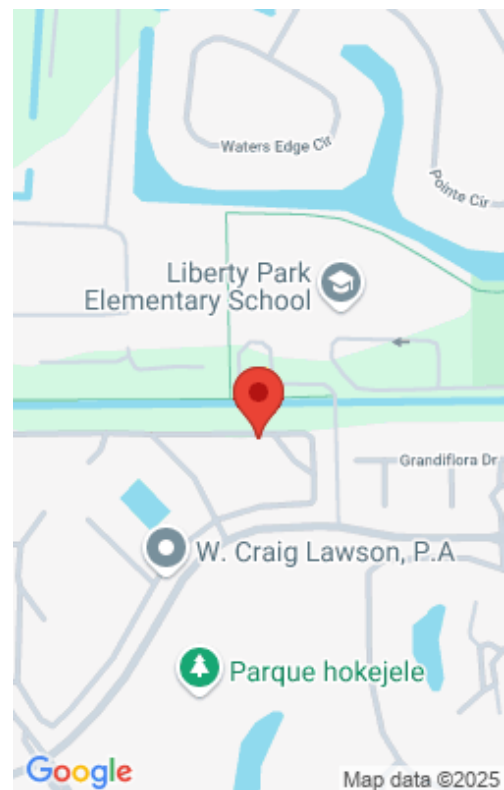 Waters Edge Cir
Pointe Cir
Liberty Park
Elementary School
Grandiflora Dr
W. Craig Lawson, P.A
Parque hokejele
Google
Map data ©2025